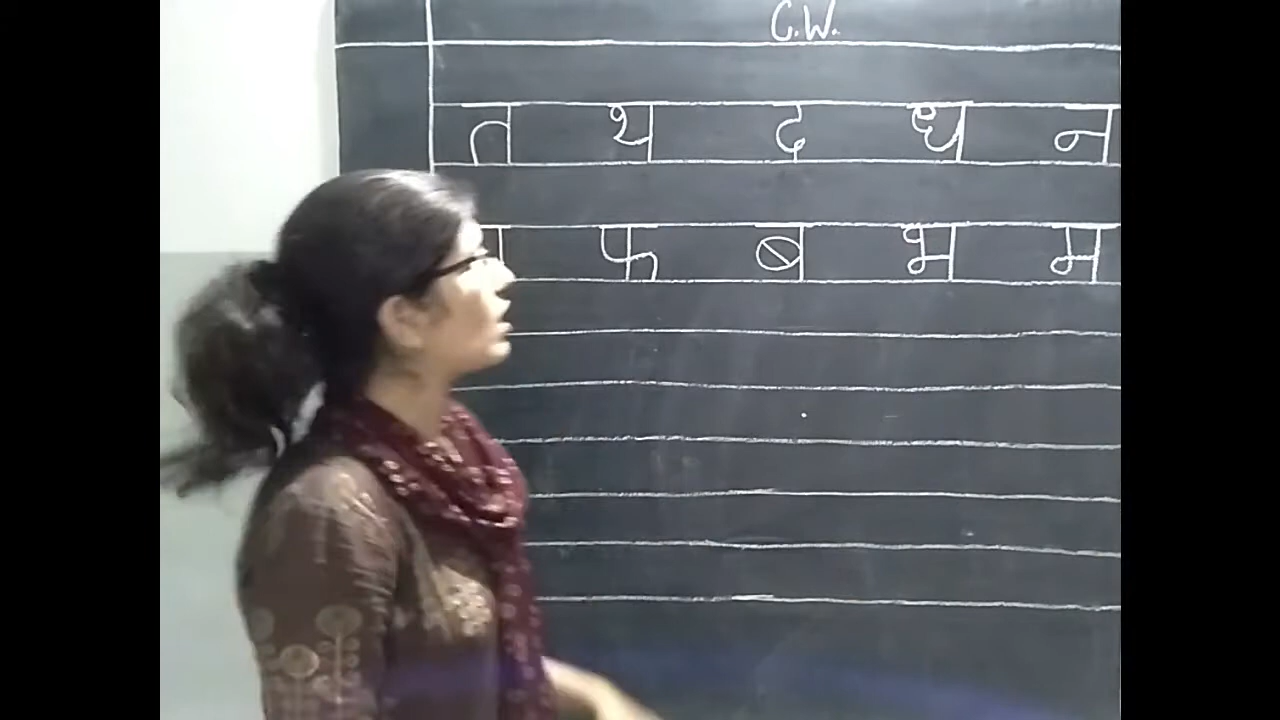 C.W.
त थ द ध न
फ ब भ म